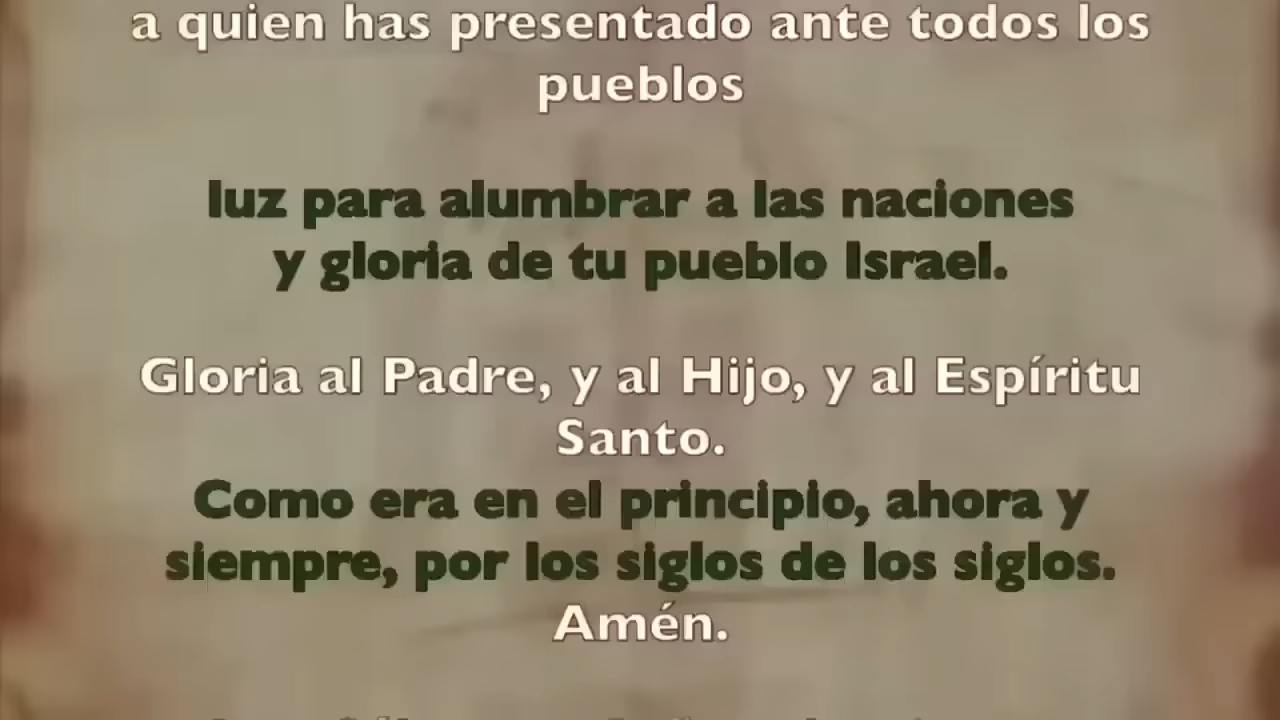 a quien has presentado ante todos los
pueblos
luz para alumbrar a las naciones
y gloria de tu pueblo Israel.
Gloria al Padre, y al Hijo, y al Espíritu
Santo.
Como era en el principio, ahora y
siempre, por los siglos de los siglos.
Amén.